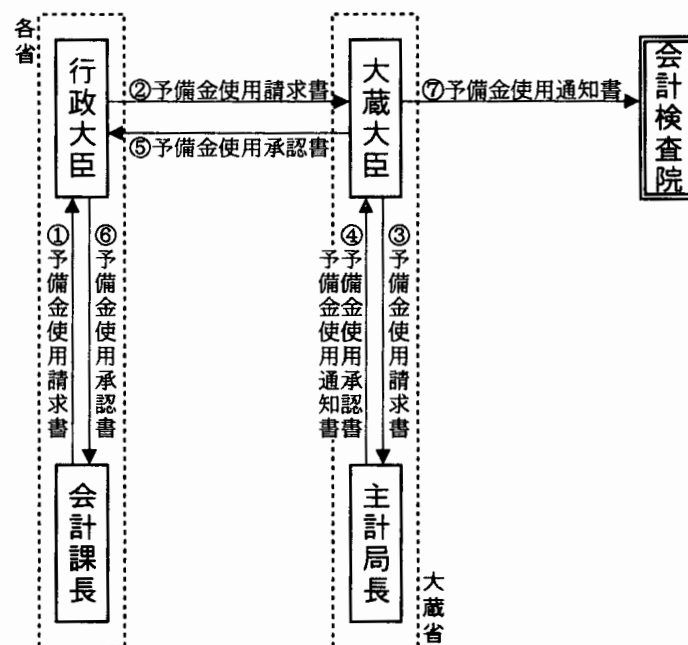 各省
行政大臣
②予備金使用請求書
⑤予備金使用承認書
大蔵大臣
⑦予備金使用通知書
会計検査院
①予備金使用請求書
⑥予備金使用承認書
予備金使用通知書
④予備金使用承認書
③予備金使用請求書
会計課長
主計局長
大蔵省